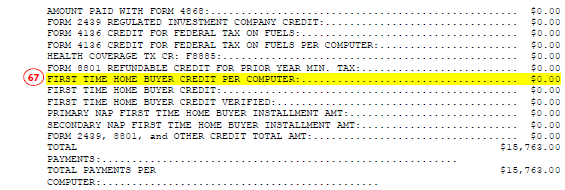 AMOUNT PAID WITH FORM 4868:............................................................ $0.00
FORM 2439 REGULATED INVESTMENT COMPANY CREDIT:......................................... $0.00
FORM 4136 CREDIT FOR FEDERAL TAX ON FUELS:............................................. $0.00
FORM 4136 CREDIT FOR FEDERAL TAX ON FUELS PER COMPUTER:................................ $0.00
HEALTH COVERAGE TX CR: F8885:.......................................................... $0.00
FORM 8801 REFUNDABLE CREDIT FOR PRIOR YEAR MIN. TAX:................................... $0.00
67 FIRST TIME HOME BUYER CREDIT PER COMPUTER:............................................. $0.00
FIRST TIME HOME BUYER CREDIT:.......................................................... $0.00
FIRST TIME HOME BUYER CREDIT VERIFIED:................................................. $0.00
PRIMARY NAP FIRST TIME HOME BUYER INSTALLMENT AMT:..................................... $0.00
SECONDARY NAP FIRST TIME HOME BUYER INSTALLMENT AMT:................................... $0.00
FORM 2439, 8801, and OTHER CREDIT TOTAL AMT:........................................... $0.00
TOTAL $15,763.00
PAYMENTS:............................................................
TOTAL PAYMENTS PER $15,763.00
COMPUTER:...............................................